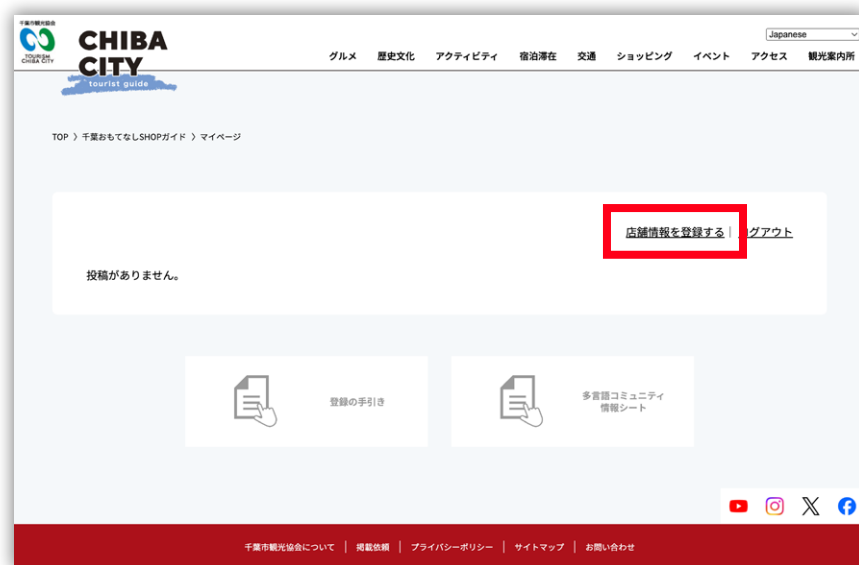 千葉市観光協会
TOURISM
CHIBA CITY
CHIBA
CITY
tourist guide
Japanese
グルメ 歴史文化 アクティビティ 宿泊滞在 交通 ショッピング イベント アクセス 観光案内所
TOP 〉千葉おもてなしSHOPガイド 〉マイページ
店舗情報を登録する | グアウト
投稿がありません。
登録の手引き
多言語コミュニティ
情報シート
千葉市観光協会について | 掲載依頼 | プライバシーポリシー | サイトマップ | お問い合わせ